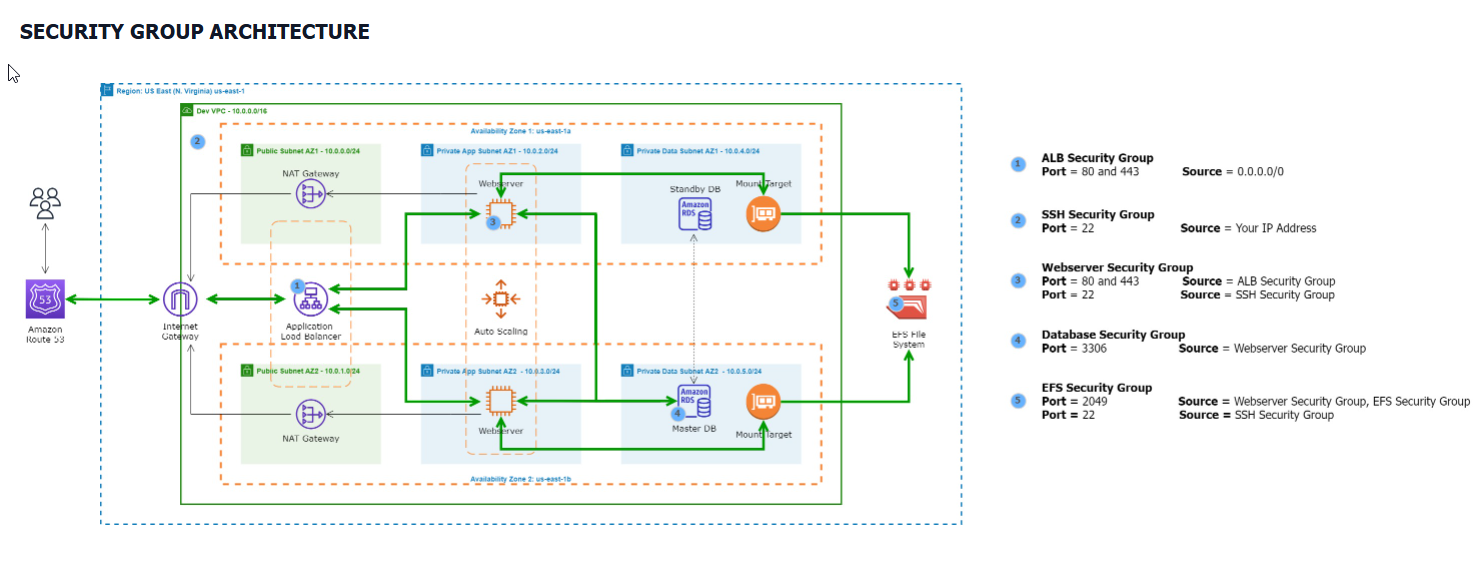 SECURITY GROUP ARCHITECTURE
Region: US East (N. Virginia) us-east-1
Dev VPC - 10.0.0.0/16
2
Availability Zone 1: us-east-1a
Public Subnet AZ1 - 10.0.0.0/24
Private App Subnet AZ1 - 10.0.2.0/24
Private Data Subnet AZ1 - 10.0.4.0/24
NAT Gateway
Webserver
3
Standby DB
Amazon
RDS
Mount Target
53
Amazon
Route 53
Internet
Gateway
1
Application
Load Balancer
Auto Scaling
5
EFS File
System
Public Subnet AZ2 - 10.0.1.0/24
Private App Subnet AZ2 - 10.0.3.0/24
Private Data Subnet AZ2 - 10.0.5.0/24
NAT Gateway
Webserver
Amazon
RDS
4
Master DB
Mount Target
Availability Zone 2: us-east-1b
1
ALB Security Group
Port = 80 and 443 Source = 0.0.0.0/0
2
SSH Security Group
Port = 22 Source = Your IP Address
3
Webserver Security Group
Port = 80 and 443 Source = ALB Security Group
Port = 22 Source = SSH Security Group
4
Database Security Group
Port = 3306 Source = Webserver Security Group
5
EFS Security Group
Port = 2049 Source = Webserver Security Group, EFS Security Group
Port = 22 Source = SSH Security Group